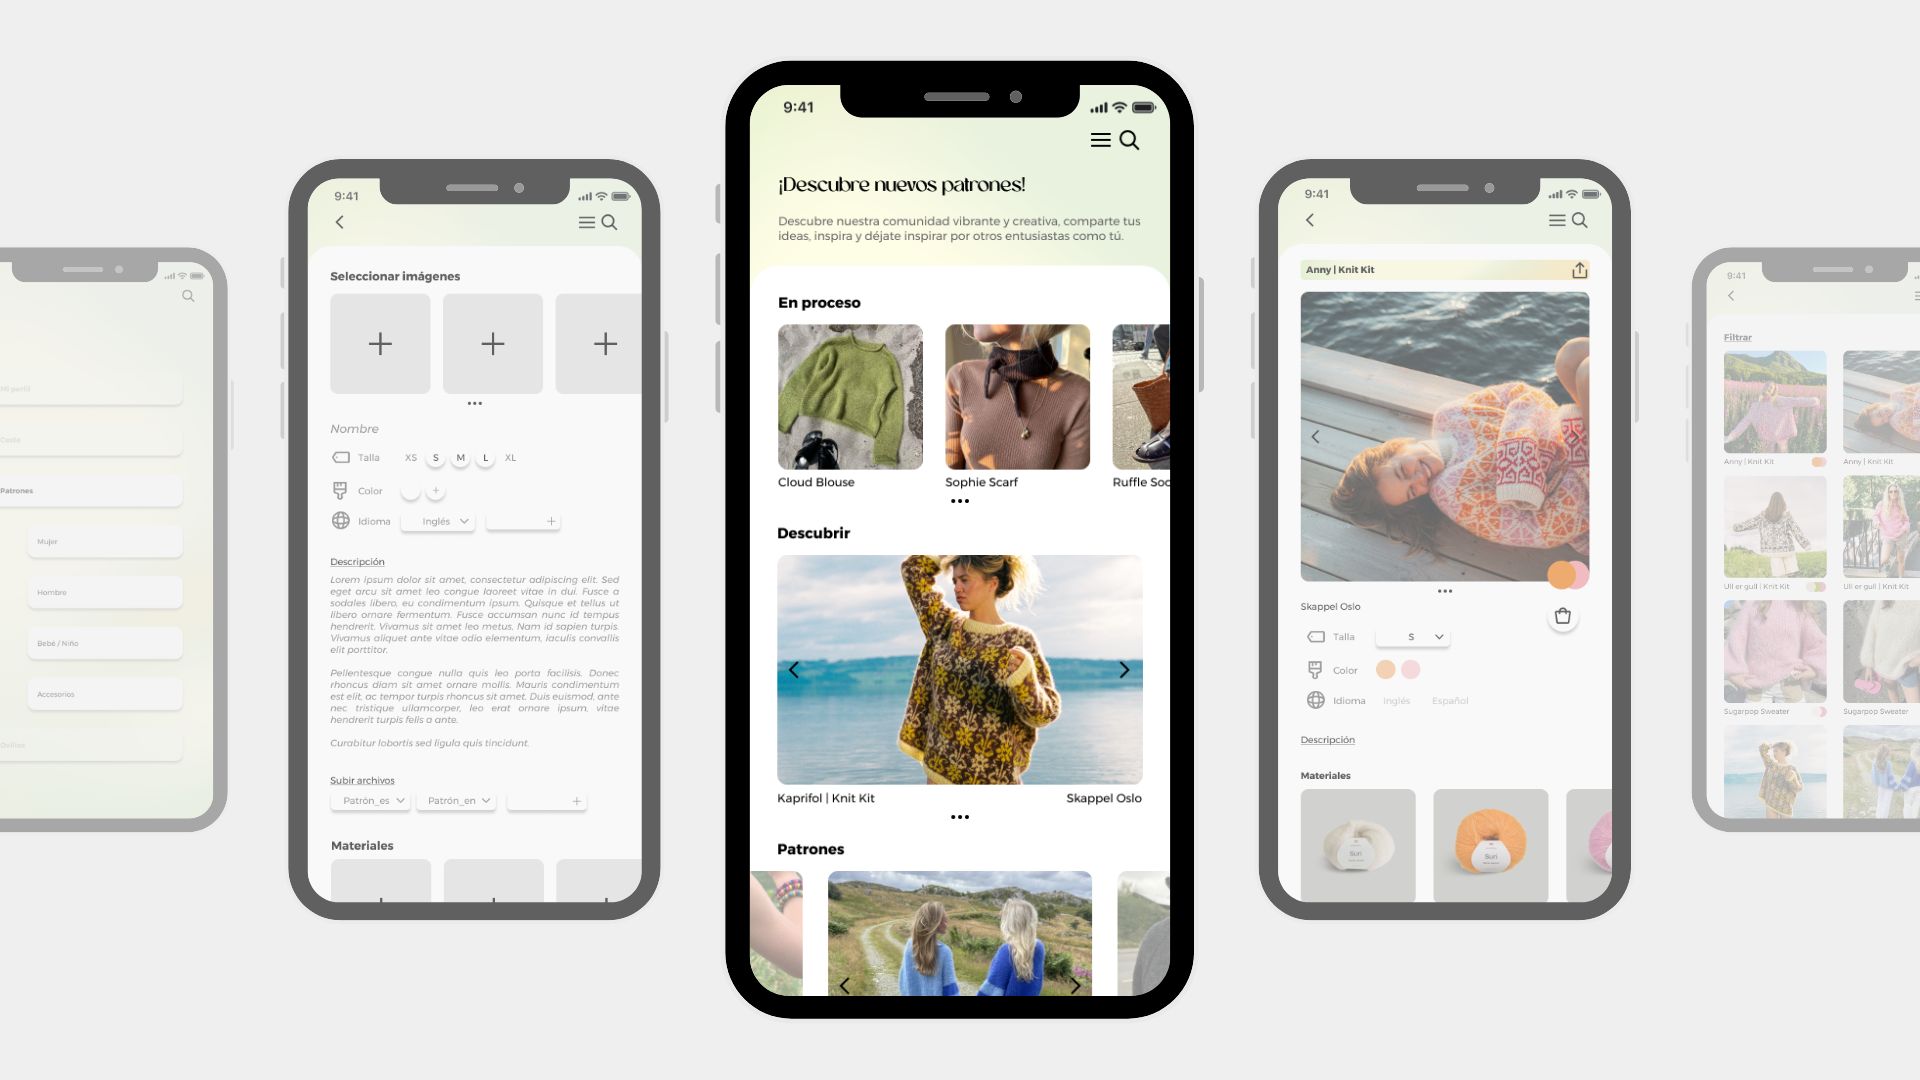 Mi perfil
Costo
Patrones
Mujer
Hombre
Bebé / Niño
Accesorios
Ovillos
9:41
Seleccionar imágenes
Nombre
Talla XS S M L XL
Color
Idioma Inglés
Descripción
Lorem ipsum dolor sit amet, consectetur adipiscing elit. Sed
eget arcu sit amet leo congue laoreet vitae in dui. Fusce a
sodales libero, eu condimentum ipsum. Quisque et tellus ut
libero ornare fermentum. Fusce accumsan nunc id tempus
hendrerit. Vivamus sit amet leo metus. Nam id sapien turpis.
Vivamus aliquet ante vitae odio elementum, iaculis convallis
elit porttitor.
Pellentesque congue nulla quis leo porta facilisis. Donec
rhoncus diam sit amet ornare mollis. Mauris condimentum
est elit, ac tempor turpis rhoncus sit amet. Duis euismod, ante
nec tristique ullamcorper, leo erat ornare ipsum, vitae
hendrerit turpis felis a ante.
Curabitur lobortis sed ligula quis tincidunt.
Subir archivos
Patrón_es Patrón_en
Materiales
9:41
¡Descubre nuevos patrones!
Descubre nuestra comunidad vibrante y creativa, comparte tus
ideas, inspira y déjate inspirar por otros entusiastas como tú.
En proceso
Cloud Blouse Sophie Scarf Ruffle Soc
Descubrir
Kaprifol | Knit Kit Skappel Oslo
Patrones
9:41
Anny | Knit Kit
Skappel Oslo
Talla S
Color
Idioma Inglés Español
Descripción
Materiales
Suri Suri
9:41
Filtrar
Anny | Knit Kit Anny | Knit Kit
Ull er gull | Knit Kit Ull er gull | Knit Kit
Sugarpop Sweater Sugarpop Sweater